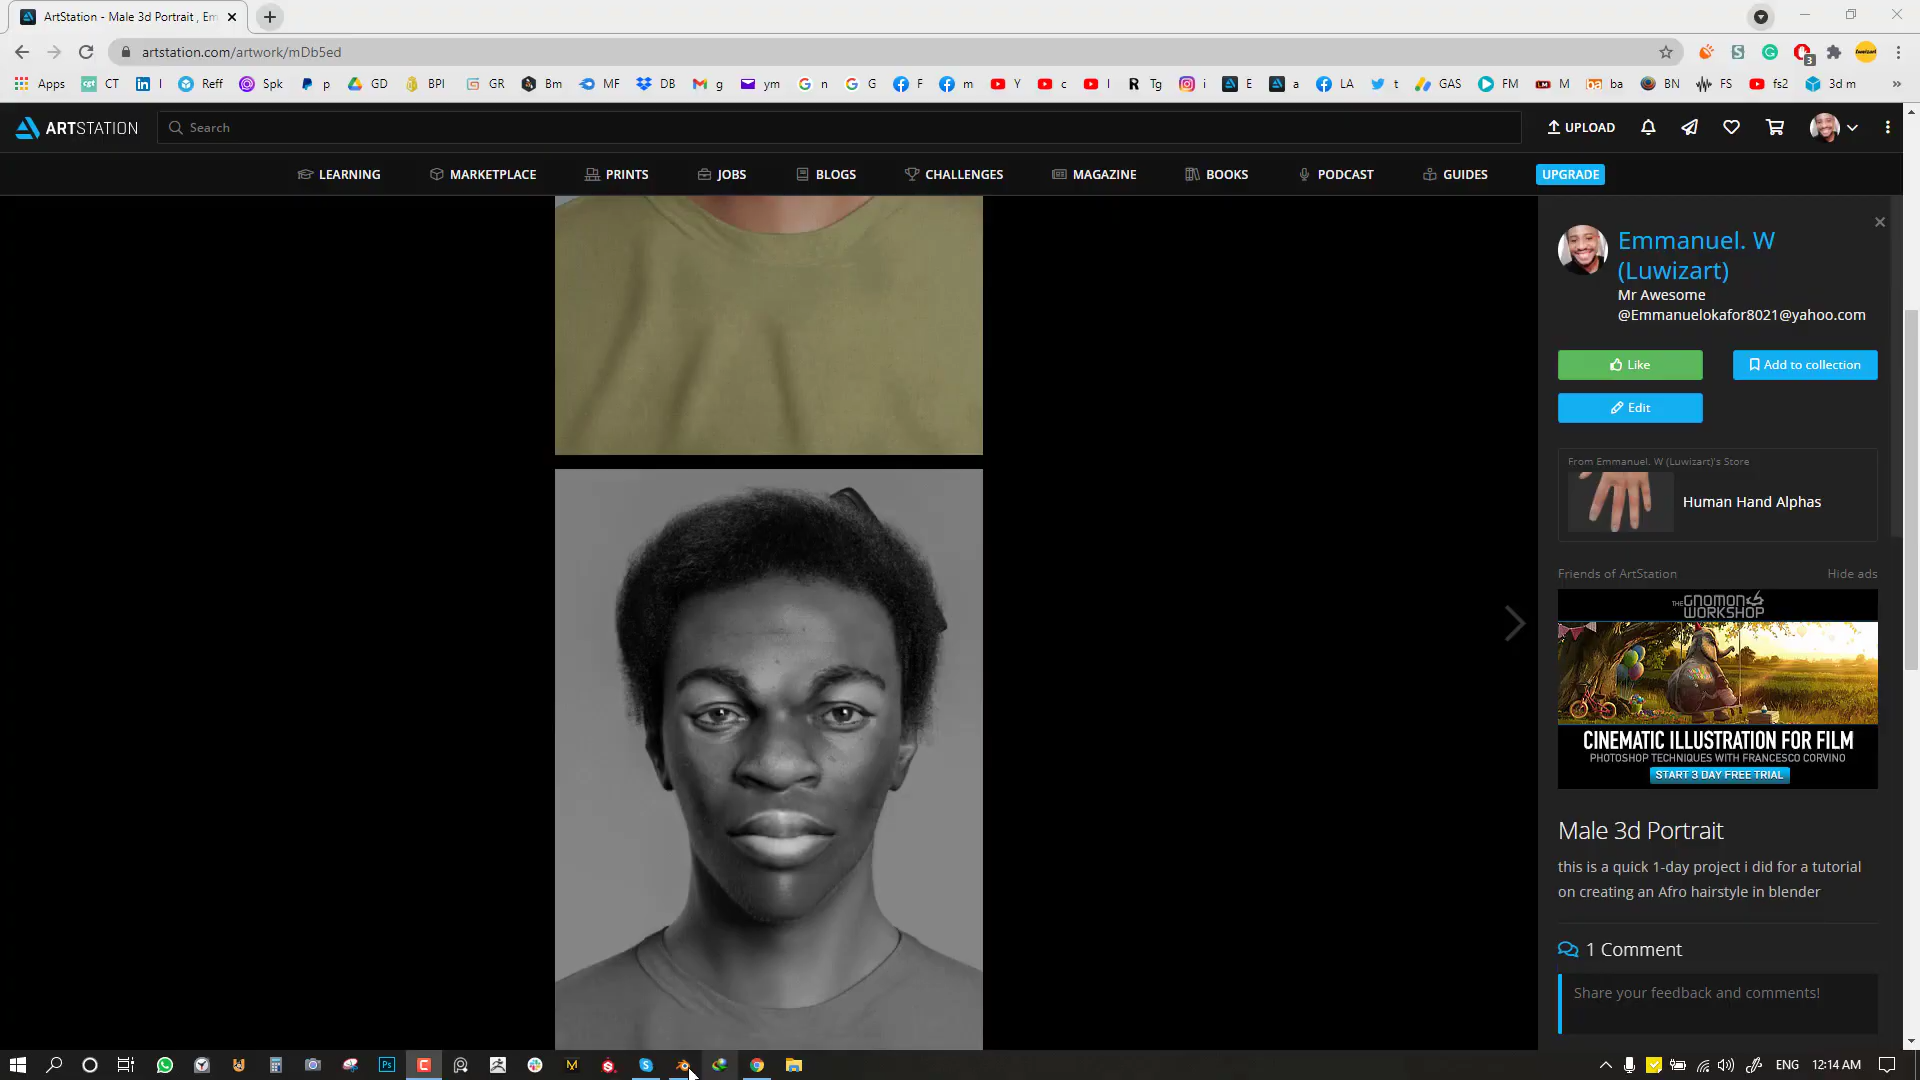 ArtStation - Male 3d Portrait , Em
artstation.com/artwork/mDb5ed
3
Apps CT I Reff Spk p GD BPI GR Bm MF DB g ym n G F m Y c I Tg i E a LA t GAS FM M ba BN FS fs2 3d m
ARTSTATION
Search
UPLOAD
LEARNING MARKETPLACE PRINTS JOBS BLOGS CHALLENGES MAGAZINE BOOKS PODCAST GUIDES UPGRADE
Emmanuel. W
(Luwizart)
Mr Awesome
@Emmanuelokafor8021@yahoo.com
Like
Add to collection
Edit
From Emmanuel. W (Luwizart)'s Store
Human Hand Alphas
Friends of ArtStation
Hide ads
THE GNOMON
WORKSHOP
CINEMATIC ILLUSTRATION FOR FILM
PHOTOSHOP TECHNIQUES WITH FRANCESCO CORVINO
START 3 DAY FREE TRIAL
Male 3d Portrait
this is a quick 1-day project i did for a tutorial
on creating an Afro hairstyle in blender
1 Comment
Share your feedback and comments!
ENG
12:14 AM